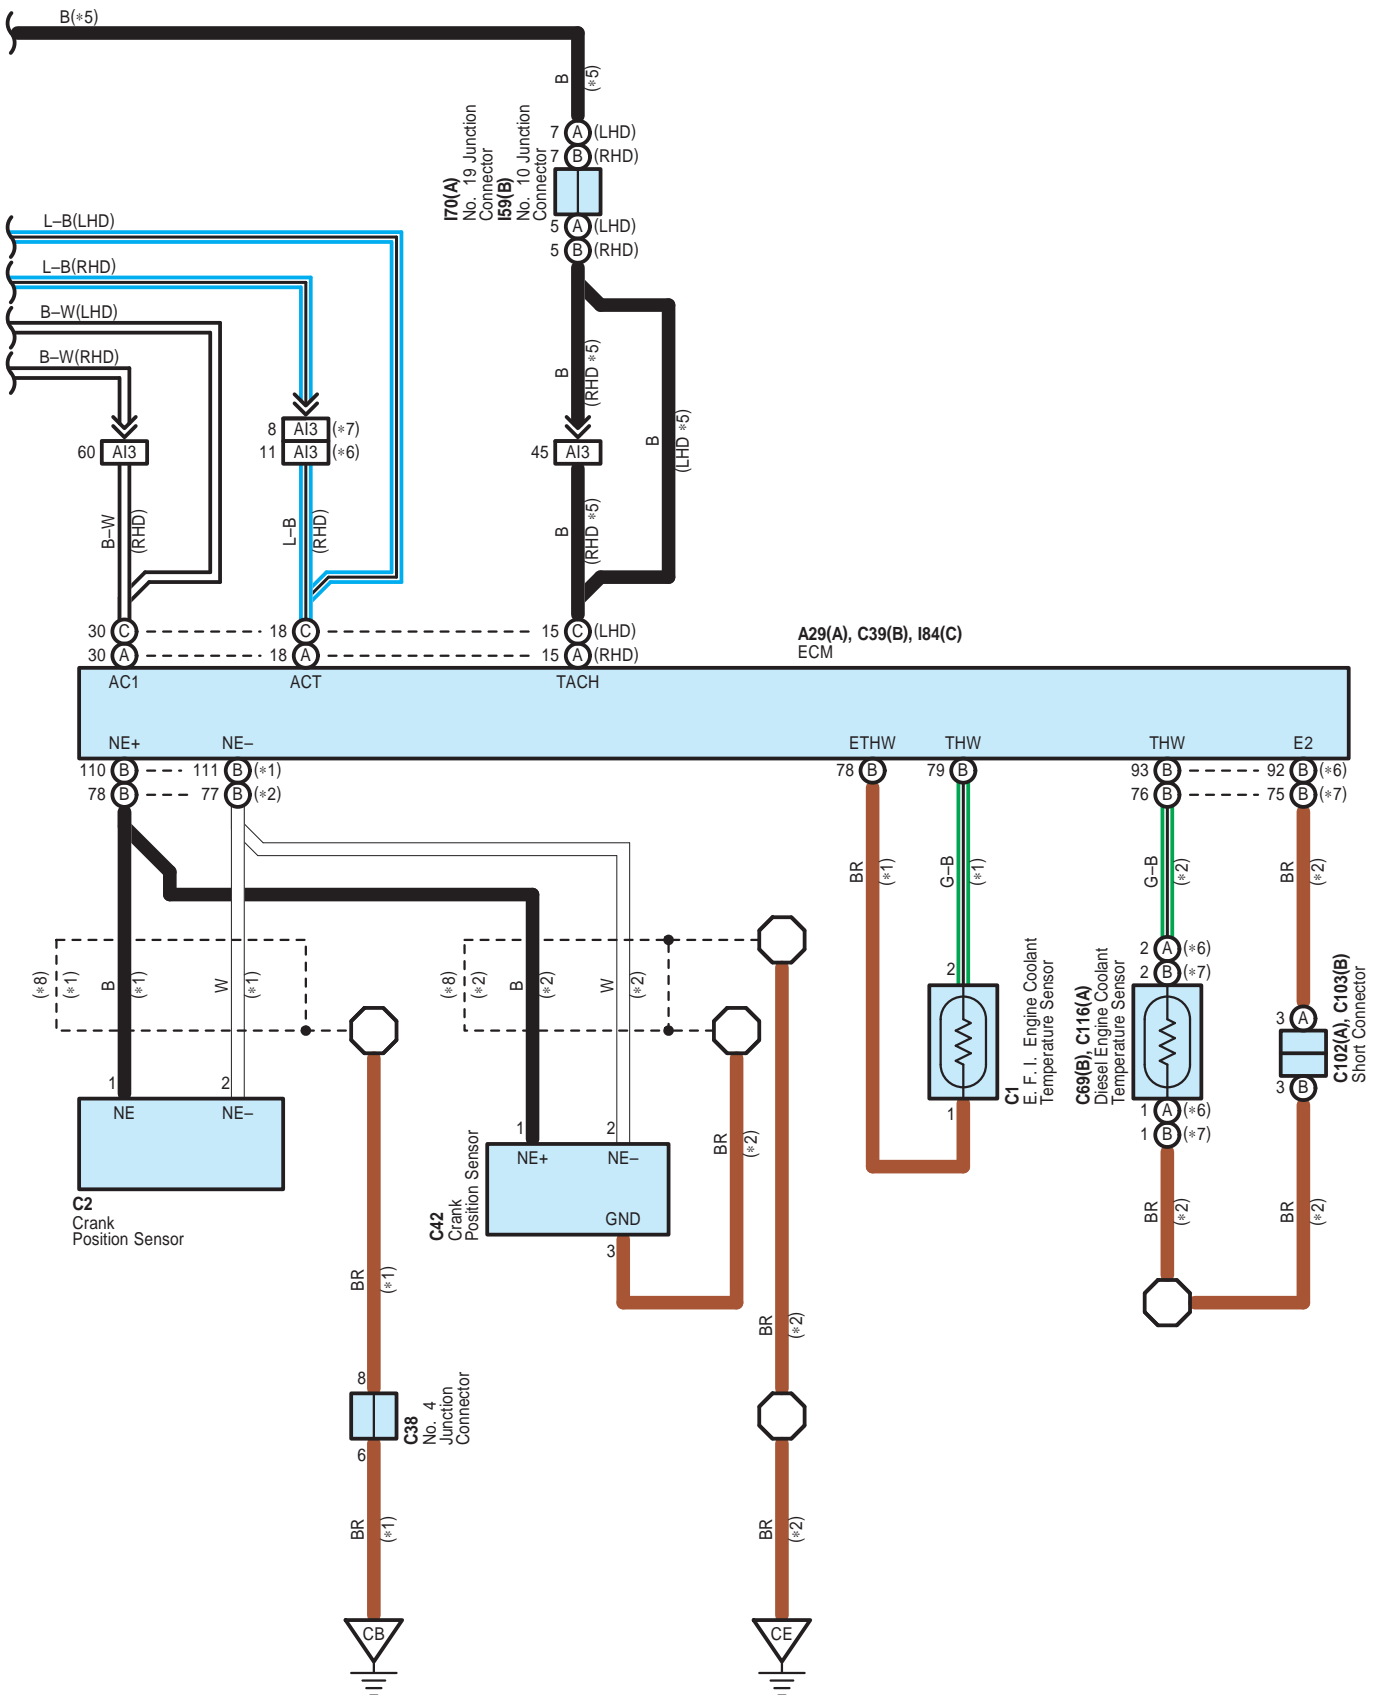 B(*5)
B
(*5)
I70(A)
No. 19 Junction
Connector
I59(B)
No. 10 Junction
Connector
7 A (LHD)
7 B (RHD)
5 A (LHD)
5 B (RHD)
L–B(LHD)
L–B(RHD)
B–W(LHD)
B–W(RHD)
B
(RHD *5)
B
(LHD *5)
8 AI3 (*7)
60 AI3
11 AI3 (*6)
45 AI3
B–W
(RHD)
L–B
(RHD)
B
(RHD *5)
30 C
18 C
15 C (LHD)
30 A
18 A
15 A (RHD)
A29(A), C39(B), I84(C)
ECM
AC1
ACT
TACH
NE+
NE–
ETHW
THW
THW
E2
110 B
111 B (*1)
78 B
77 B (*2)
78 B
79 B
93 B
92 B (*6)
76 B
75 B (*7)
BR
(*1)
G–B
(*1)
G–B
(*2)
BR
(*2)
(*8)
(*1)
B
(*1)
W
(*1)
(*8)
(*2)
B
(*2)
W
(*2)
2
2 A (*6)
2 B (*7)
C1
E. F. I. Engine Coolant
Temperature Sensor
C69(B), C116(A)
Diesel Engine Coolant
Temperature Sensor
3 A
3 B
C102(A), C103(B)
Short Connector
1
1 A (*6)
1 B (*7)
1
2
NE
NE–
C2
Crank
Position Sensor
1
2
NE+
NE–
GND
3
C42
Crank
Position Sensor
BR
(*2)
BR
(*2)
BR
(*2)
BR
(*1)
BR
(*2)
8
6
C38
No. 4
Junction
Connector
BR
(*1)
BR
(*2)
CB
CE